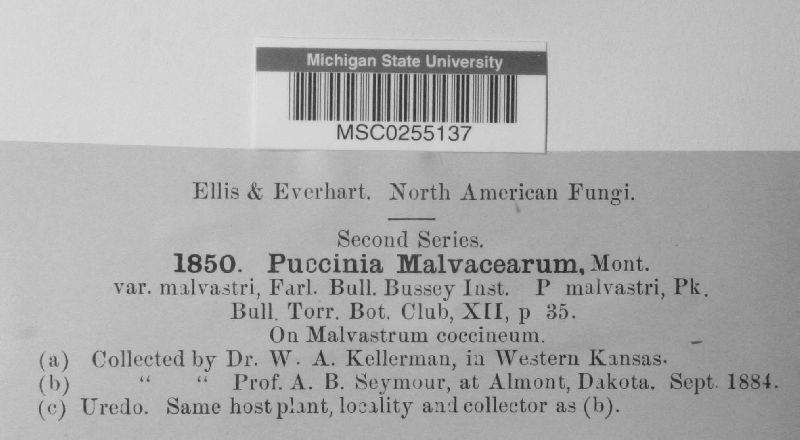 Michigan State University
MSC0255137
Ellis & Everhart. North American Fungi.
Second Series.
1850. Puccinia Malvacearum, Mont.
var. malvastri, Farl. Bull. Bussey Inst. P malvastri, Pk.
Bull. Torr. Bot. Club, XII, p 35.
On Malvastrum coccineum.
(a) Collected by Dr. W. A. Kellerman, in Western Kansas.
(b) “ “ Prof. A. B. Seymour, at Almont, Dakota. Sept. 1884.
(c) Uredo. Same host plant, locality and collector as (b).